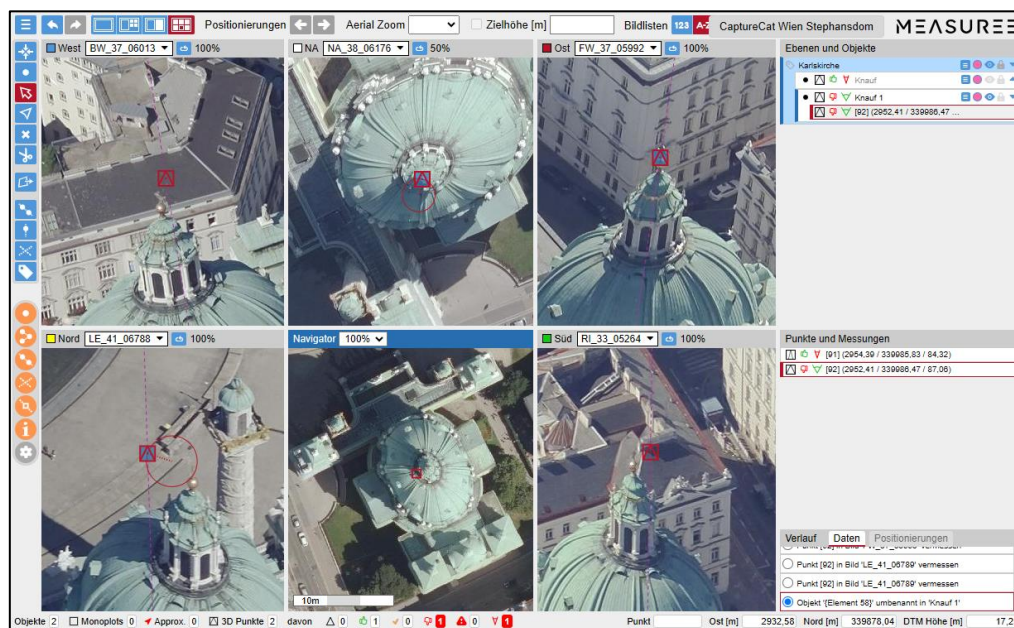 Positionierungen Aerial Zoom Zielhöhe [m] Bildlisten 123 A-Z CaptureCat Wien Stephansdom MEASUREE
West BW_37_06013 100%
NA NA_38_06176 50%
Ost FW_37_05992 100%
Ebenen und Objekte
Karlskirche
Knauf
Knauf 1
[92] (2952,41 / 339986,47 ...
Nord LE_41_06788 100%
Navigator 100%
Süd RI_33_05264 100%
Punkte und Messungen
[91] (2954,39 / 339985,83 / 84,32)
[92] (2952,41 / 339986,47 / 87,06)
10m
Verlauf Daten Positionierungen
Punkt [92] in Bild 'LE_41_06789' vermessen
Punkt [92] in Bild 'LE_41_06789' vermessen
Objekt '{Element 58}' umbenannt in 'Knauf 1'
Objekte 2 Monoplots 0 Approx. 0 3D Punkte 2 davon 0 1 0 1 0 1 Punkt Ost [m] 2932,58 Nord [m] 339878,04 DTM Höhe [m] 17,2